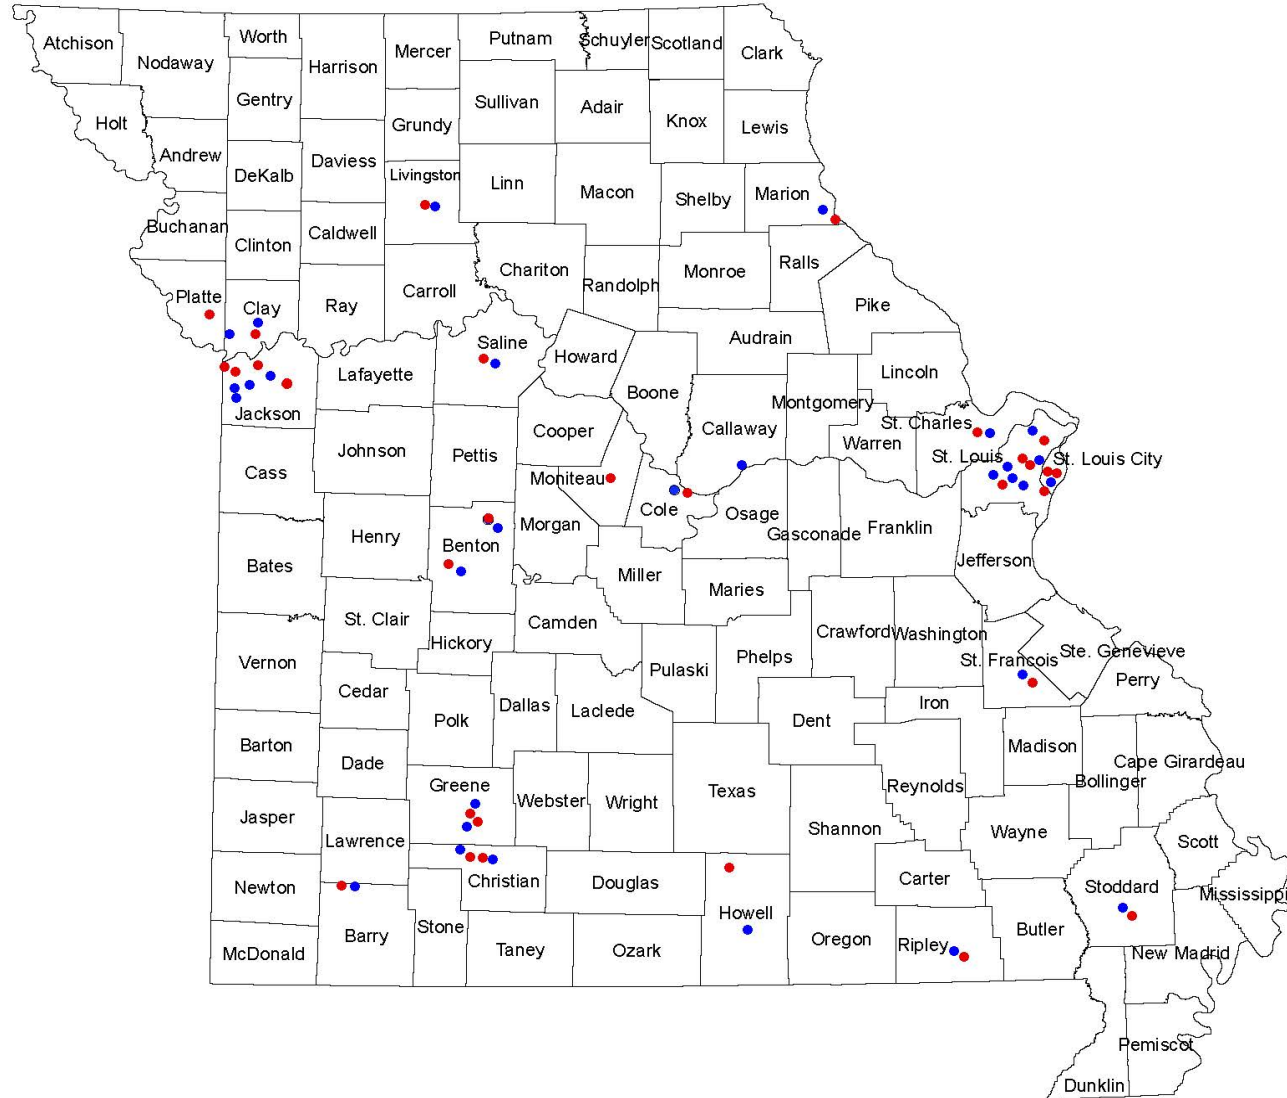 Atchison
Nodaway
Worth
Harrison
Mercer
Putnam
Schuyler
Scotland
Clark
Holt
Gentry
Grundy
Sullivan
Adair
Knox
Lewis
Andrew
DeKalb
Daviess
Livingston
Linn
Macon
Shelby
Marion
Buchanan
Clinton
Caldwell
Chariton
Randolph
Monroe
Ralls
Platte
Clay
Ray
Carroll
Pike
Saline
Howard
Audrain
Lafayette
Boone
Lincoln
Jackson
Montgomery
Cooper
Callaway
Warren
St. Charles
Cass
Johnson
Pettis
St. Louis
St. Louis City
Moniteau
Cole
Osage
Gasconade
Franklin
Morgan
Henry
Benton
Bates
Miller
Maries
Jefferson
St. Clair
Camden
Hickory
Crawford
Washington
Vernon
Pulaski
Phelps
St. Francois
Ste. Genevieve
Perry
Cedar
Polk
Dallas
Laclede
Dent
Iron
Barton
Dade
Madison
Bollinger
Cape Girardeau
Greene
Webster
Wright
Texas
Reynolds
Jasper
Lawrence
Shannon
Wayne
Scott
Newton
Christian
Douglas
Carter
Stoddard
Mississippi
Howell
Barry
Stone
Taney
Ozark
Oregon
Ripley
Butler
McDonald
New Madrid
Pemiscot
Dunklin